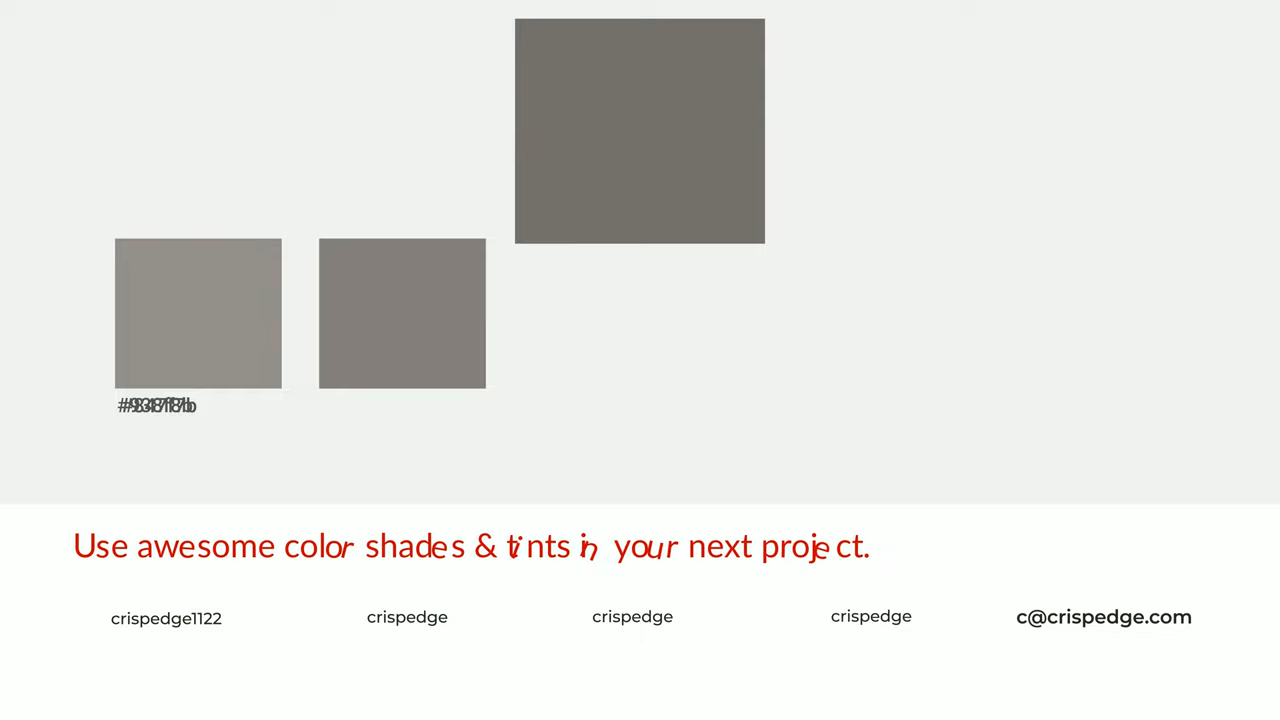 Use awesome color shades & tints in your next project.
crispedge1122 crispedge crispedge crispedge c@crispedge.com